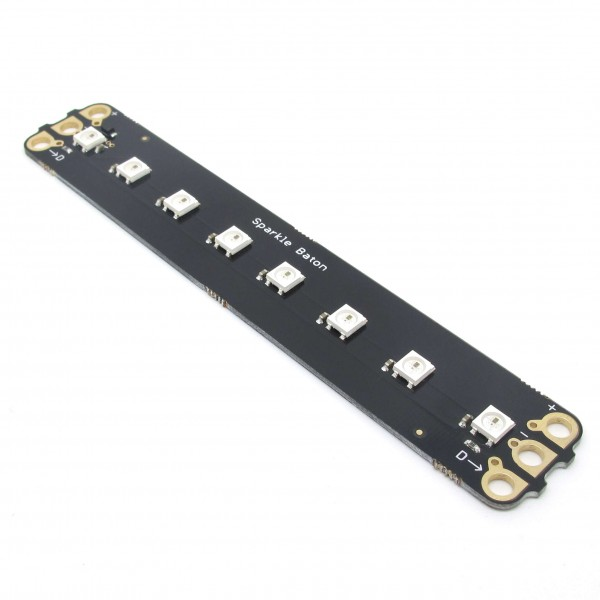 +
→D
Sparkle Baton
+
-
D→